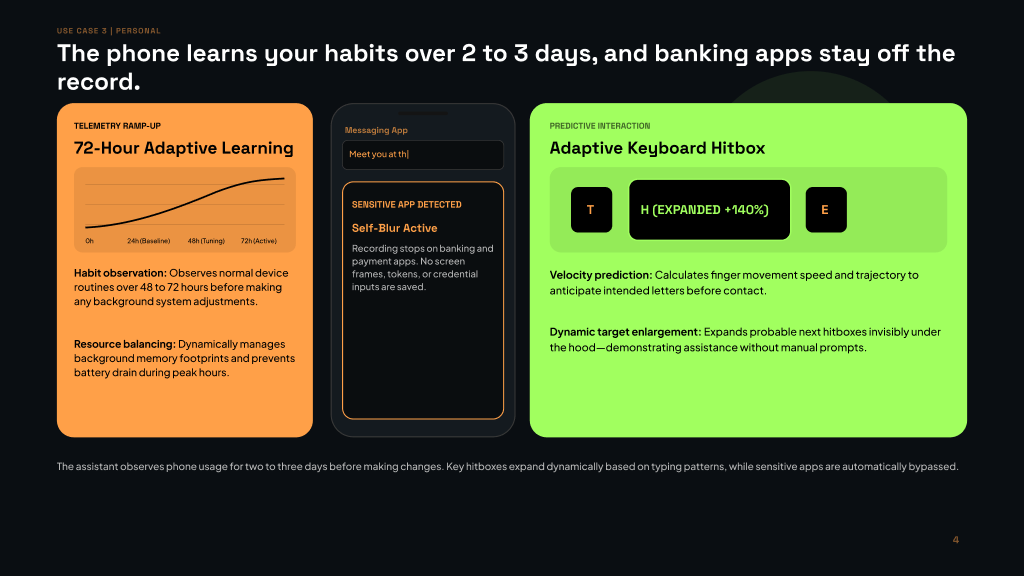 USE CASE 3 | PERSONAL
The phone learns your habits over 2 to 3 days, and banking apps stay off the
record.
TELEMETRY RAMP-UP
72-Hour Adaptive Learning
0h
24h (Baseline)
48h (Tuning)
72h (Active)
Habit observation: Observes normal device
routines over 48 to 72 hours before making
any background system adjustments.
Resource balancing: Dynamically manages
background memory footprints and prevents
battery drain during peak hours.
Messaging App
Meet you at th|
SENSITIVE APP DETECTED
Self-Blur Active
Recording stops on banking and
payment apps. No screen
frames, tokens, or credential
inputs are saved.
PREDICTIVE INTERACTION
Adaptive Keyboard Hitbox
T
H (EXPANDED +140%)
E
Velocity prediction: Calculates finger movement speed and trajectory to
anticipate intended letters before contact.
Dynamic target enlargement: Expands probable next hitboxes invisibly under
the hood—demonstrating assistance without manual prompts.
The assistant observes phone usage for two to three days before making changes. Key hitboxes expand dynamically based on typing patterns, while sensitive apps are automatically bypassed.
4